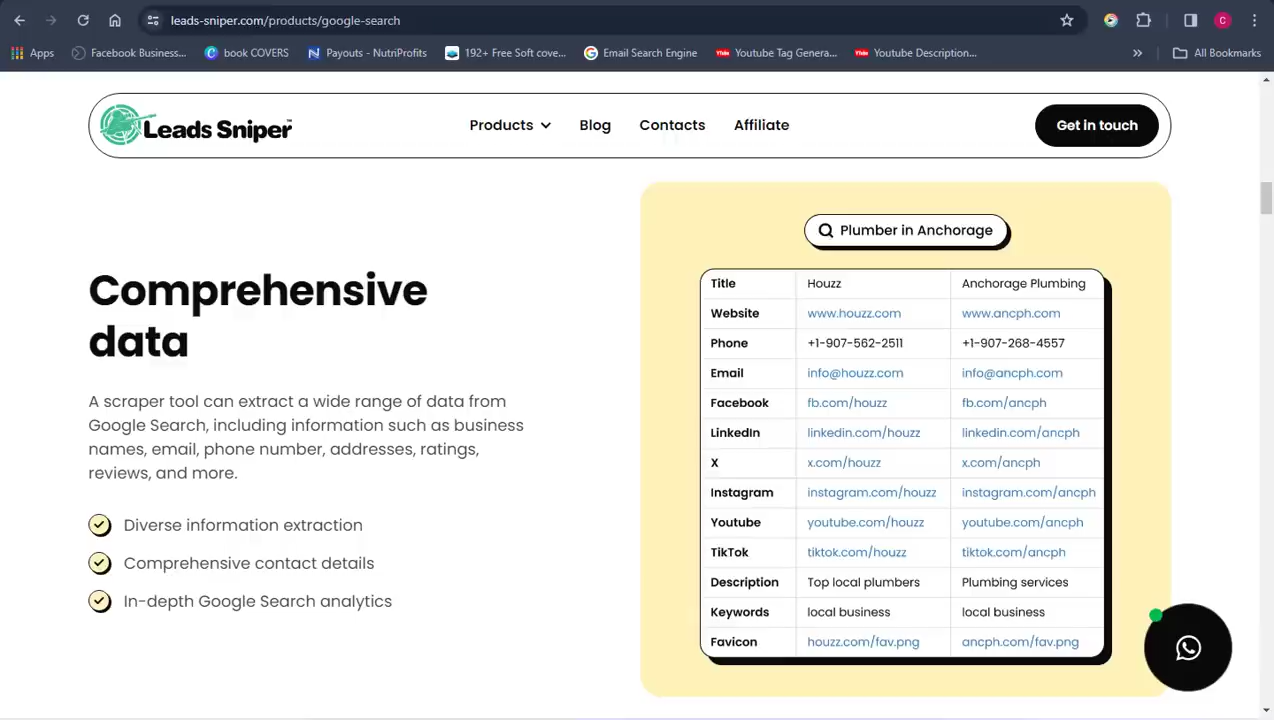 leads-sniper.com/products/google-search
C
Apps
Facebook Business...
book COVERS
Payouts - NutriProfits
192+ Free Soft cove...
Email Search Engine
Youtube Tag Genera...
Youtube Description...
»
All Bookmarks
Leads Sniper™
Products
Blog
Contacts
Affiliate
Get in touch
Comprehensive
data
A scraper tool can extract a wide range of data from
Google Search, including information such as business
names, email, phone number, addresses, ratings,
reviews, and more.
Diverse information extraction
Comprehensive contact details
In-depth Google Search analytics
Plumber in Anchorage
Title Houzz Anchorage Plumbing
Website www.houzz.com www.ancph.com
Phone +1-907-562-2511 +1-907-268-4557
Email info@houzz.com info@ancph.com
Facebook fb.com/houzz fb.com/ancph
LinkedIn linkedin.com/houzz linkedin.com/ancph
X x.com/houzz x.com/ancph
Instagram instagram.com/houzz instagram.com/ancph
Youtube youtube.com/houzz youtube.com/ancph
TikTok tiktok.com/houzz tiktok.com/ancph
Description Top local plumbers Plumbing services
Keywords local business local business
Favicon houzz.com/fav.png ancph.com/fav.png